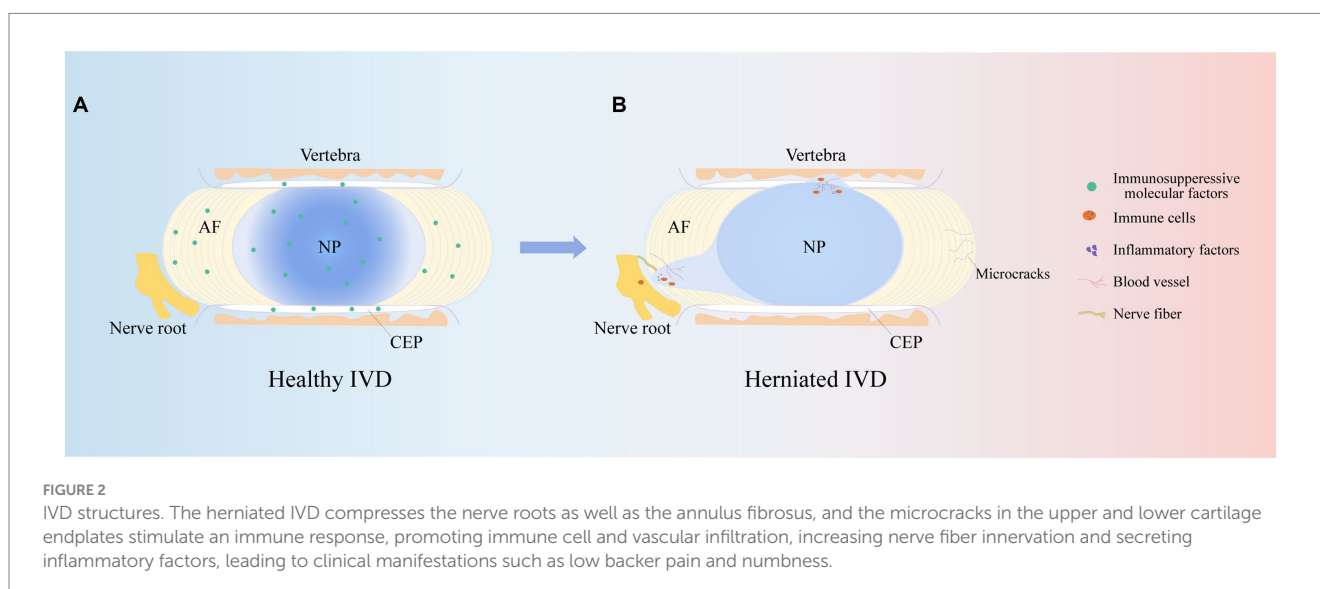 A
B
Vertebra
AF
NP
Nerve root
CEP
Healthy IVD
Vertebra
AF
NP
Microcracks
Nerve root
CEP
Herniated IVD
Immunosupperessive
molecular factors
Immune cells
Inflammatory factors
Blood vessel
Nerve fiber
FIGURE 2
IVD structures. The herniated IVD compresses the nerve roots as well as the annulus fibrosus, and the microcracks in the upper and lower cartilage
endplates stimulate an immune response, promoting immune cell and vascular infiltration, increasing nerve fiber innervation and secreting
inflammatory factors, leading to clinical manifestations such as low backer pain and numbness.